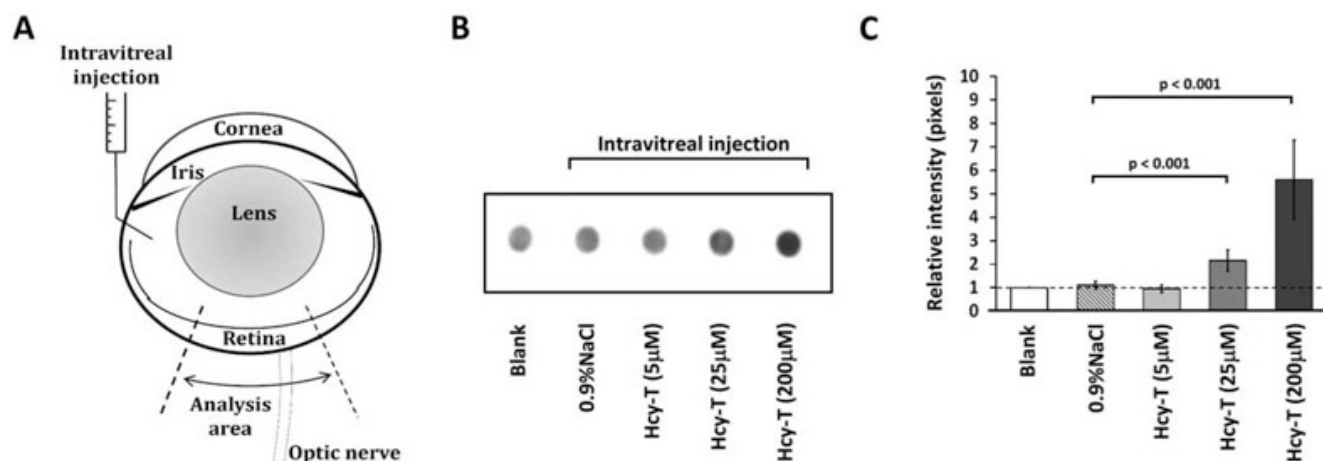 A
Intravitreal
injection
Cornea
Iris
Lens
Retina
Analysis
area
Optic nerve
B
Intravitreal injection
Blank
0.9%NaCl
Hcy-T (5µM)
Hcy-T (25µM)
Hcy-T (200µM)
C
Relative intensity (pixels)
10
9
8
7
6
5
4
3
2
1
0
p < 0.001
p < 0.001
Blank
0.9%NaCl
Hcy-T (5µM)
Hcy-T (25µM)
Hcy-T (200µM)